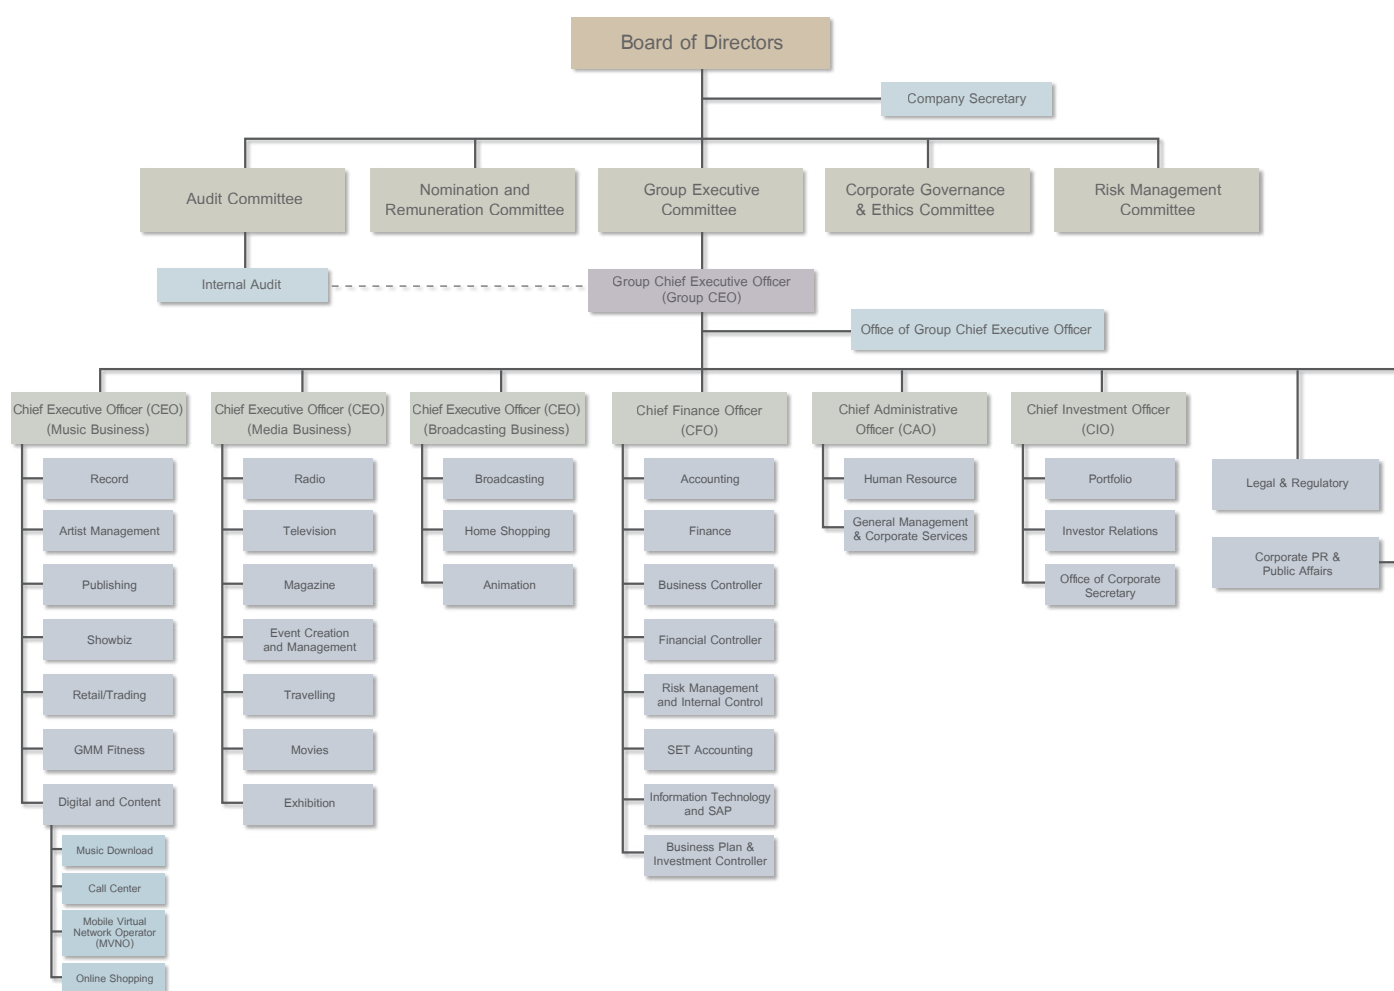 Board of Directors
Company Secretary
Audit Committee
Nomination and
Remuneration Committee
Group Executive
Committee
Corporate Governance
& Ethics Committee
Risk Management
Committee
Internal Audit
Group Chief Executive Officer
(Group CEO)
Office of Group Chief Executive Officer
Chief Executive Officer (CEO)
(Music Business)
Chief Executive Officer (CEO)
(Media Business)
Chief Executive Officer (CEO)
(Broadcasting Business)
Chief Finance Officer
(CFO)
Chief Administrative
Officer (CAO)
Chief Investment Officer
(CIO)
Record
Artist Management
Publishing
Showbiz
Retail/Trading
GMM Fitness
Digital and Content
Music Download
Call Center
Mobile Virtual
Network Operator
(MVNO)
Online Shopping
Radio
Television
Magazine
Event Creation
and Management
Travelling
Movies
Exhibition
Broadcasting
Home Shopping
Animation
Accounting
Finance
Business Controller
Financial Controller
Risk Management
and Internal Control
SET Accounting
Information Technology
and SAP
Business Plan &
Investment Controller
Human Resource
General Management
& Corporate Services
Portfolio
Investor Relations
Office of Corporate
Secretary
Legal & Regulatory
Corporate PR &
Public Affairs